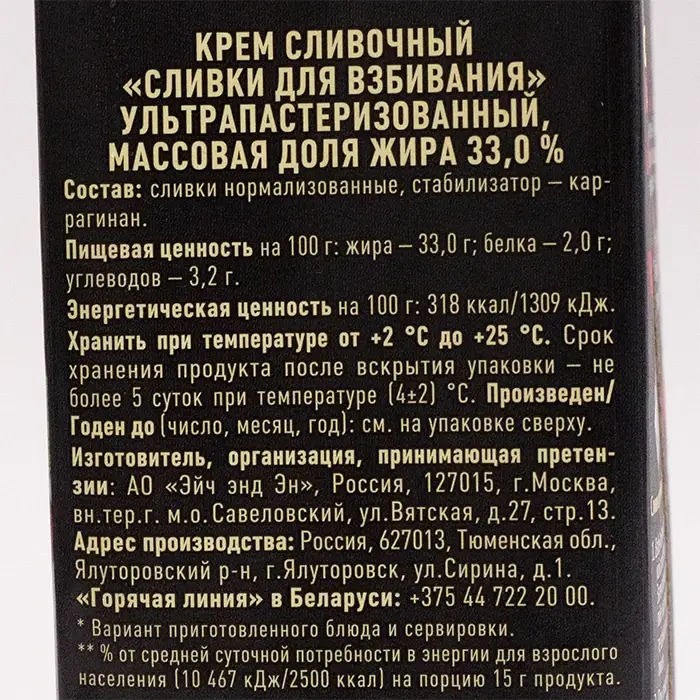 КРЕМ СЛИВОЧНЫЙ
«СЛИВКИ ДЛЯ ВЗБИВАНИЯ»
УЛЬТРАПАСТЕРИЗОВАННЫЙ,
МАССОВАЯ ДОЛЯ ЖИРА 33,0 %
Состав: сливки нормализованные, стабилизатор – кар-
рагинан.
Пищевая ценность на 100 г: жира – 33,0 г; белка – 2,0 г;
углеводов – 3,2 г.
Энергетическая ценность на 100 г: 318 ккал/1309 кДж.
Хранить при температуре от +2 °С до +25 °С. Срок
хранения продукта после вскрытия упаковки – не
более 5 суток при температуре (4±2) °С. Произведен/
Годен до (число, месяц, год): см. на упаковке сверху.
Изготовитель, организация, принимающая претен-
зии: АО «Эйч энд Эн», Россия, 127015, г.Москва,
вн.тер.г. м.о.Савеловский, ул.Вятская, д.27, стр.13.
Адрес производства: Россия, 627013, Тюменская обл.,
Ялуторовский р-н, г.Ялуторовск, ул.Сирина, д.1.
«Горячая линия» в Беларуси: +375 44 722 20 00.
* Вариант приготовленного блюда и сервировки.
** % от средней суточной потребности в энергии для взрослого
населения (10 467 кДж/2500 ккал) на порцию 15 г продукта.